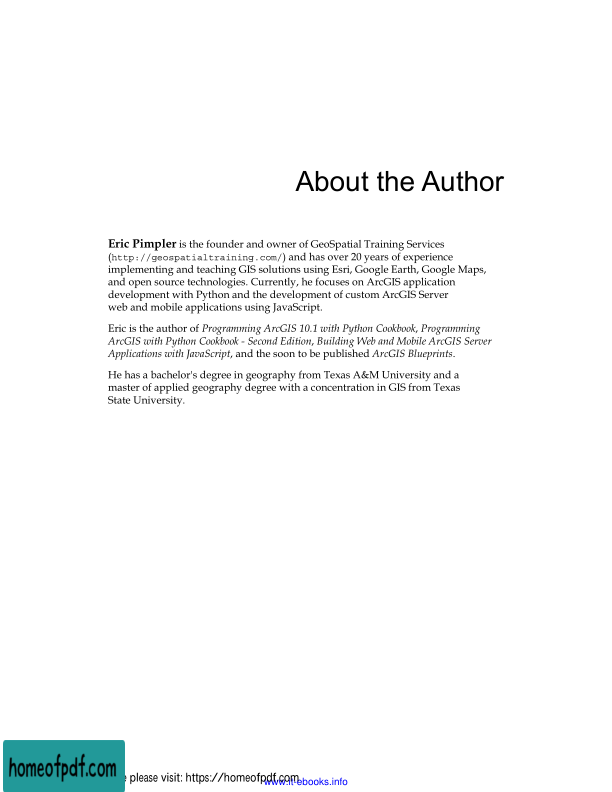 About the Author
Eric Pimpler is the founder and owner of GeoSpatial Training Services
(http://geospatialtraining.com/) and has over 20 years of experience
implementing and teaching GIS solutions using Esri, Google Earth, Google Maps,
and open source technologies. Currently, he focuses on ArcGIS application
development with Python and the development of custom ArcGIS Server
web and mobile applications using JavaScript.
Eric is the author of Programming ArcGIS 10.1 with Python Cookbook, Programming
ArcGIS with Python Cookbook - Second Edition, Building Web and Mobile ArcGIS Server
Applications with JavaScript, and the soon to be published ArcGIS Blueprints.
He has a bachelor's degree in geography from Texas A&M University and a
master of applied geography degree with a concentration in GIS from Texas
State University.
homeofpdf.com
please visit: https://homeofpdf.com
www.it-ebooks.info